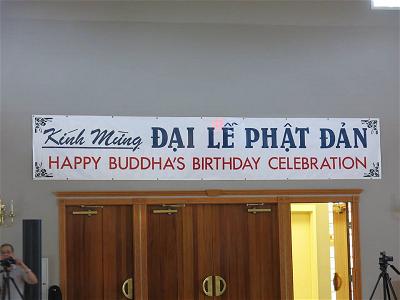 Kính Mừng ĐẠI LỄ PHẬT ĐẢN
HAPPY BUDDHA'S BIRTHDAY CELEBRATION